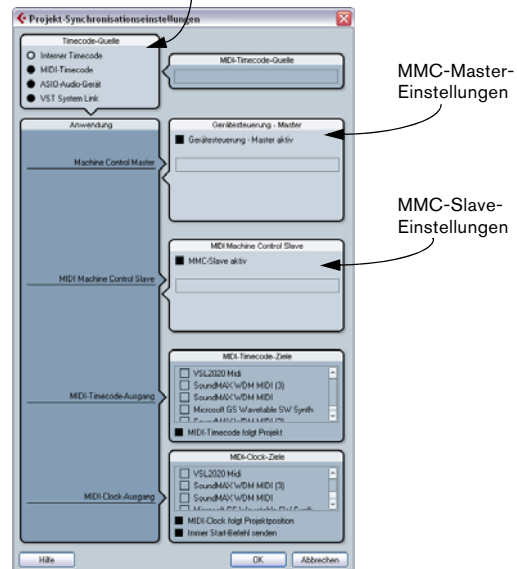 Projekt-Synchronisationseinstellungen
Timecode-Quelle
Interner Timecode
MIDI-Timecode
ASIO-Audio-Gerät
VST System Link
MIDI-Timecode-Quelle
Anwendung
Machine Control Master
Gerätesteuerung - Master
Gerätesteuerung - Master aktiv
MMC-Master-
Einstellungen
MIDI Machine Control Slave
MIDI Machine Control Slave
MMC-Slave aktiv
MMC-Slave-
Einstellungen
MIDI-Timecode-Ausgang
MIDI-Timecode-Ziele
VSL2020 Midi
SoundMAX WDM MIDI (3)
SoundMAX WDM MIDI
Microsoft GS Wavetable SW Synth
MIDI-Timecode folgt Projekt
MIDI-Clock-Ausgang
MIDI-Clock-Ziele
VSL2020 Midi
SoundMAX WDM MIDI (3)
SoundMAX WDM MIDI
MIDI-Clock folgt Projektposition
Immer Start-Befehl senden
Hilfe
OK
Abbrechen